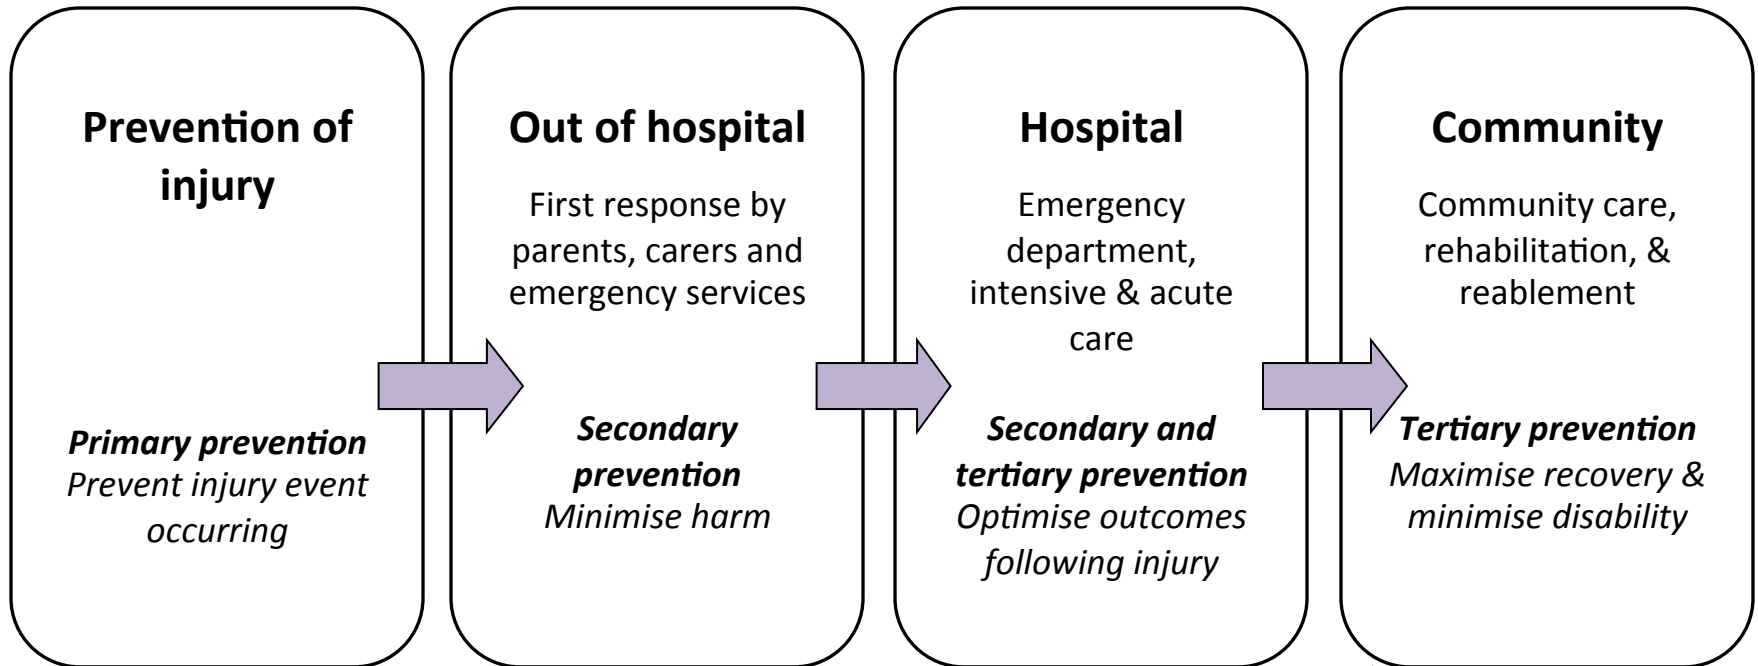 Prevention of
injury
Primary prevention
Prevent injury event
occurring
Out of hospital
First response by
parents, carers and
emergency services
Secondary
prevention
Minimise harm
Hospital
Emergency
department,
intensive & acute
care
Secondary and
tertiary prevention
Optimise outcomes
following injury
Community
Community care,
rehabilitation, &
reablement
Tertiary prevention
Maximise recovery &
minimise disability